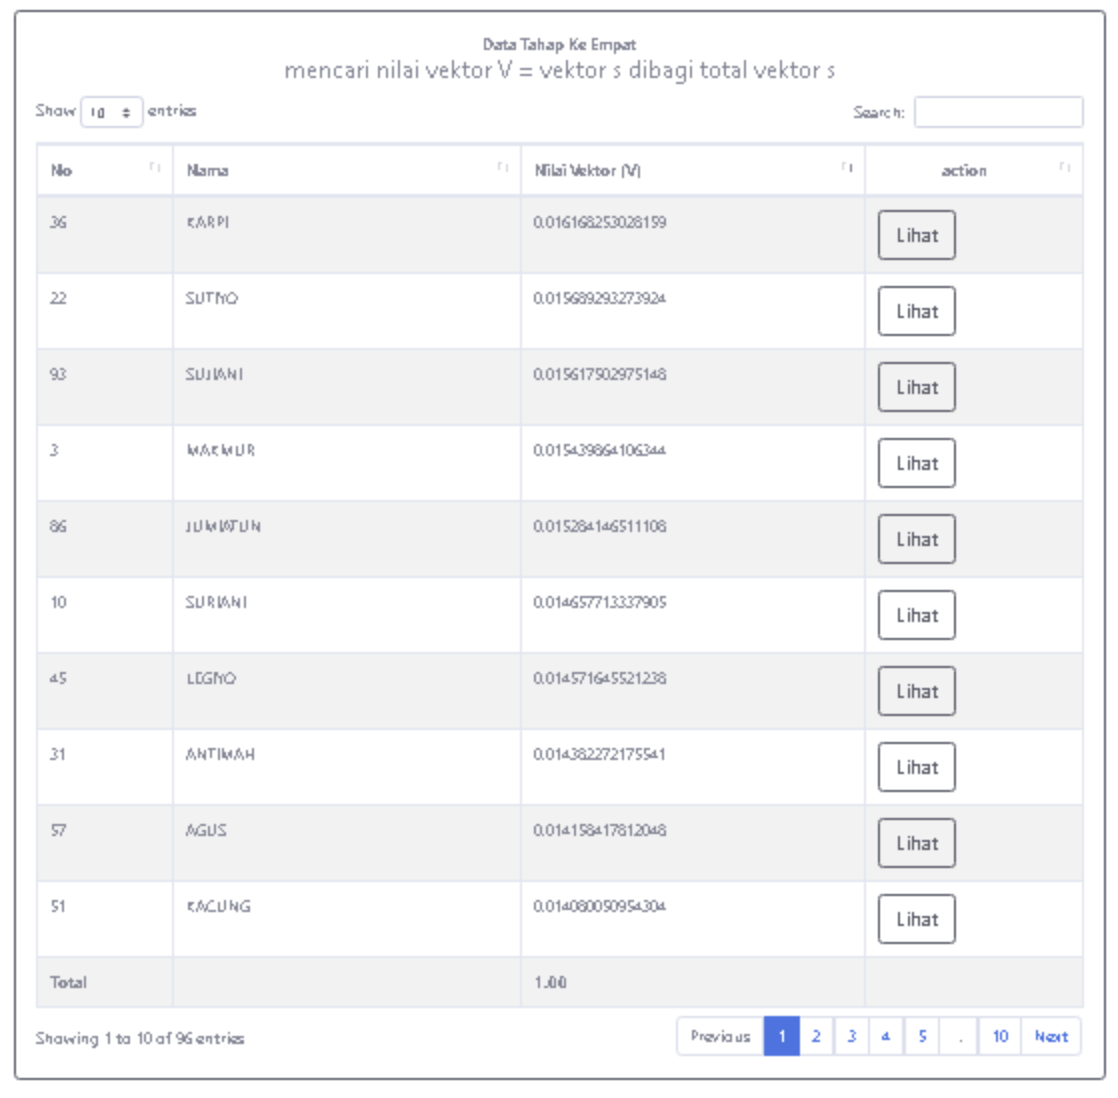 Data Tahap Ke Empat
mencari nilai vektor V = vektor s dibagi total vektor s
Show 10 entries
Search:
No Nama Nilai Vektor (V) action
36 KARPI 0.016168253028159 Lihat
22 SUTIYO 0.015689293273924 Lihat
93 SUJIANI 0.015617502975148 Lihat
3 MAKMUR 0.015439864106344 Lihat
86 JUMIATUN 0.015284146511108 Lihat
10 SURIANI 0.014657713337905 Lihat
45 LEGIYO 0.014571645521238 Lihat
31 ANTIMAH 0.014382272175541 Lihat
57 AGUS 0.014158417812048 Lihat
51 KACUNG 0.014080050954304 Lihat
Total 1.00
Showing 1 to 10 of 96 entries
Previous 1 2 3 4 5 . 10 Next